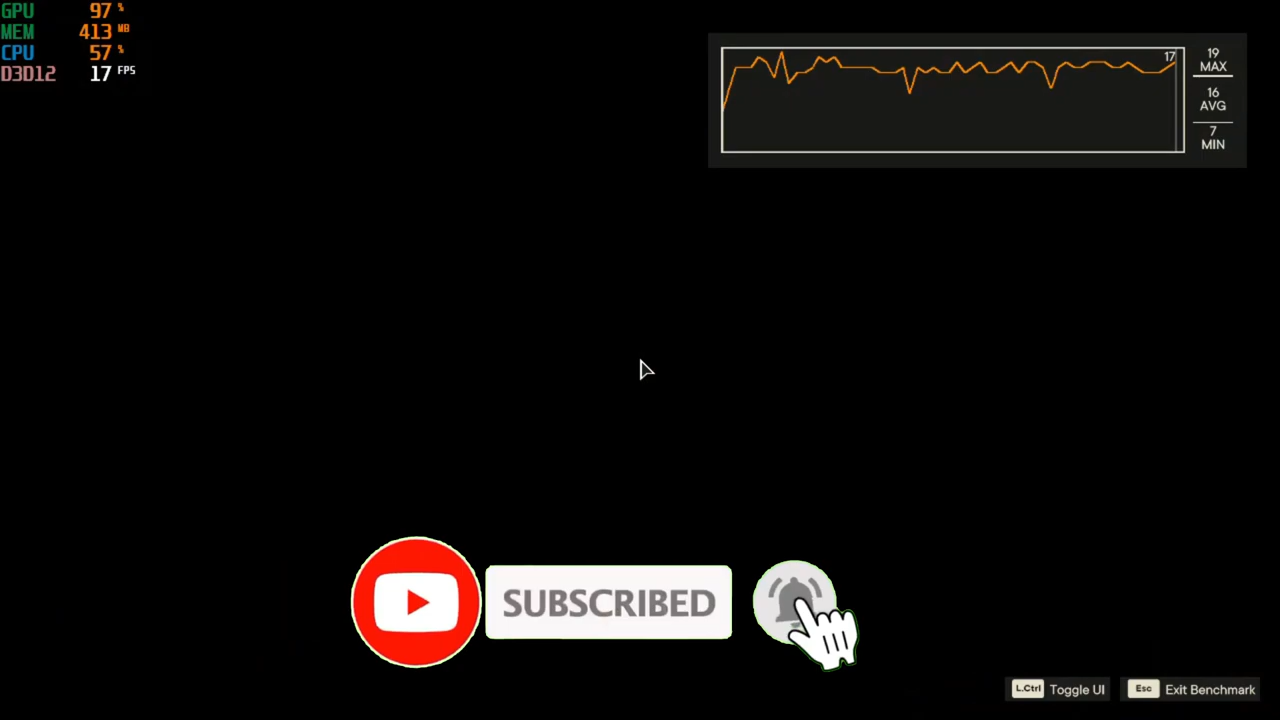 GPU 97 %
MEM 413 MB
CPU 57 %
D3D12 17 FPS
17
19
MAX
16
AVG
7
MIN
SUBSCRIBED
L.Ctrl Toggle UI Esc Exit Benchmark